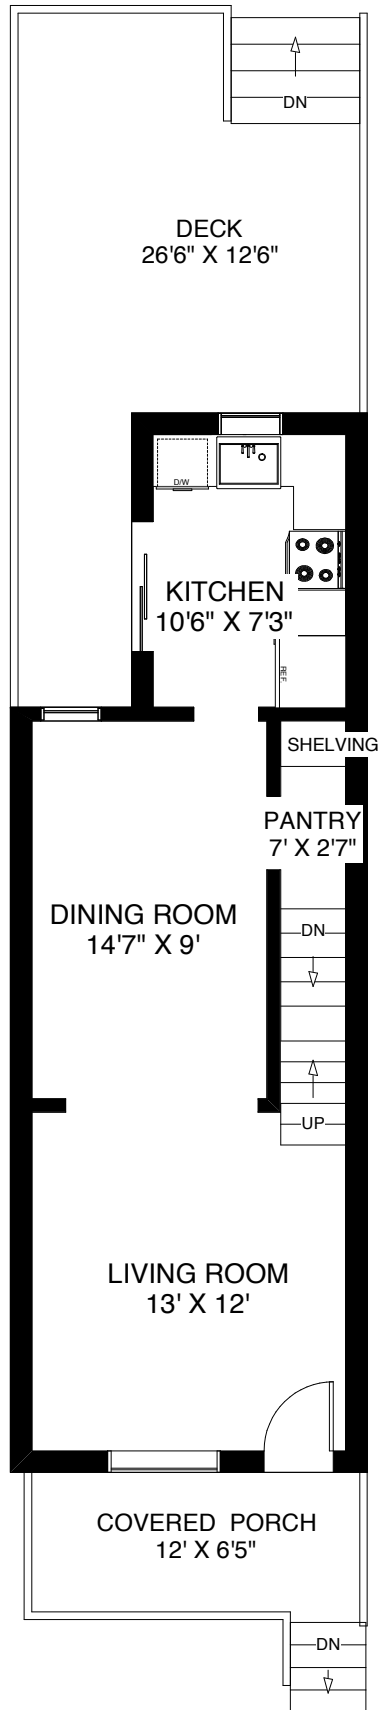 DN
DECK
26'6" X 12'6"
D/W
KITCHEN
10'6" X 7'3"
REF.
SHELVING
PANTRY
7' X 2'7"
DINING ROOM
14'7" X 9'
DN
UP
LIVING ROOM
13' X 12'
COVERED PORCH
12' X 6'5"
DN